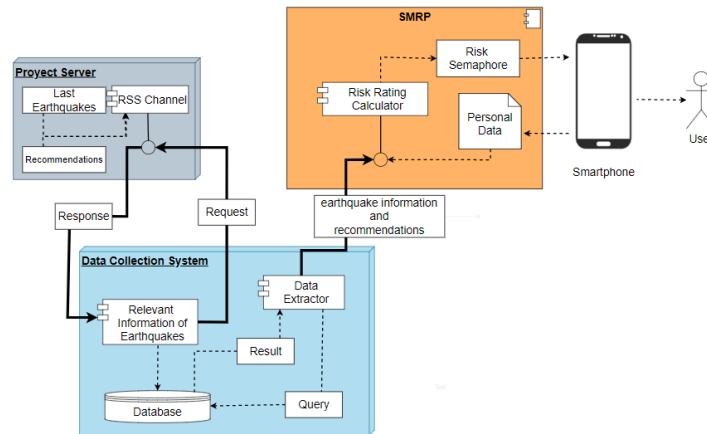 SMRP
Proyect Server
Last
Earthquakes
RSS Channel
Recommendations
Risk
Semaphore
Risk Rating
Calculator
Personal
Data
Smartphone
Response
Request
earthquake information
and
recommendations
Data Collection System
Data
Extractor
Relevant
Information of
Earthquakes
Result
Query
Database